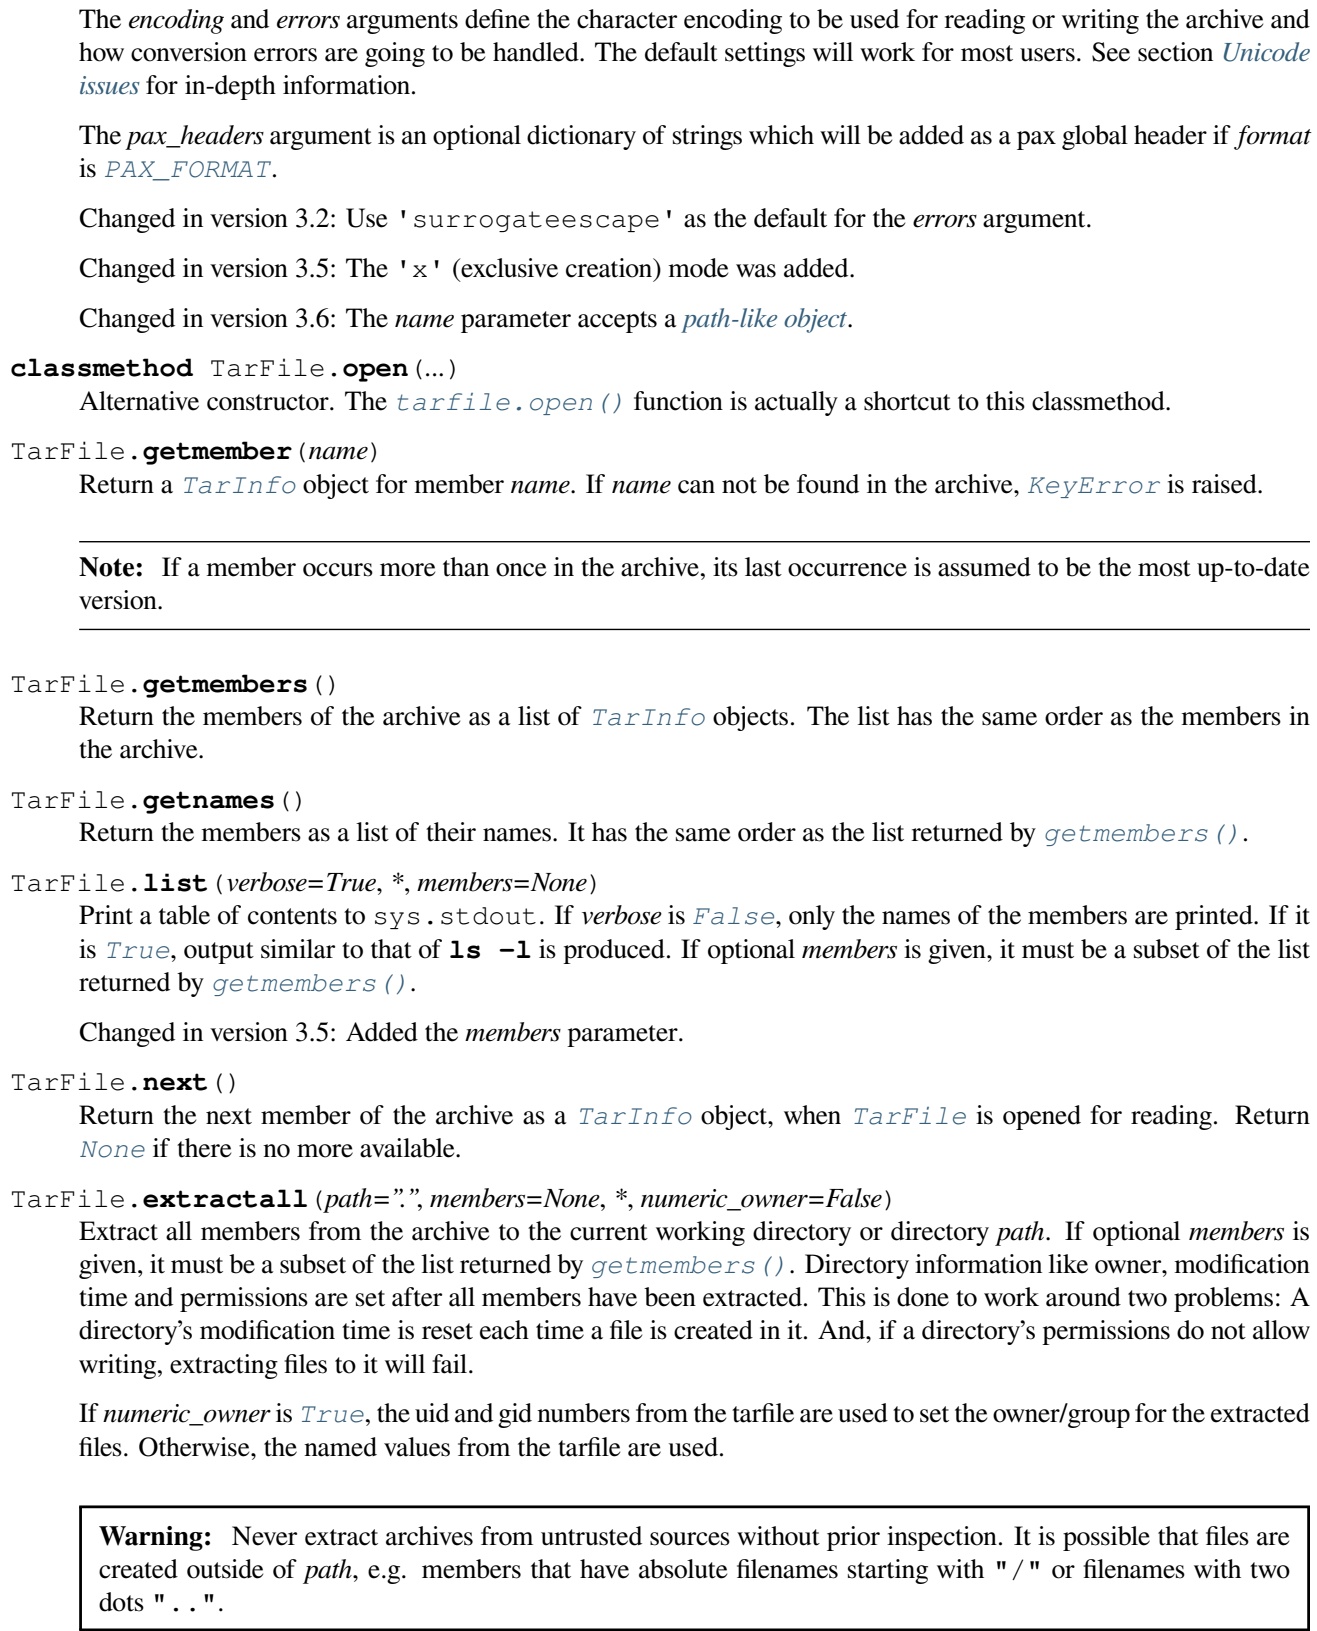 The encoding and errors arguments define the character encoding to be used for reading or writing the archive and
how conversion errors are going to be handled. The default settings will work for most users. See section Unicode
issues for in-depth information.
The pax_headers argument is an optional dictionary of strings which will be added as a pax global header if format
is PAX_FORMAT.
Changed in version 3.2: Use 'surrogateescape' as the default for the errors argument.
Changed in version 3.5: The 'x' (exclusive creation) mode was added.
Changed in version 3.6: The name parameter accepts a path-like object.
classmethod TarFile.open(...)
Alternative constructor. The tarfile.open() function is actually a shortcut to this classmethod.
TarFile.getmember(name)
Return a TarInfo object for member name. If name can not be found in the archive, KeyError is raised.
Note: If a member occurs more than once in the archive, its last occurrence is assumed to be the most up-to-date
version.
TarFile.getmembers()
Return the members of the archive as a list of TarInfo objects. The list has the same order as the members in
the archive.
TarFile.getnames()
Return the members as a list of their names. It has the same order as the list returned by getmembers().
TarFile.list(verbose=True, *, members=None)
Print a table of contents to sys.stdout. If verbose is False, only the names of the members are printed. If it
is True, output similar to that of ls -l is produced. If optional members is given, it must be a subset of the list
returned by getmembers().
Changed in version 3.5: Added the members parameter.
TarFile.next()
Return the next member of the archive as a TarInfo object, when TarFile is opened for reading. Return
None if there is no more available.
TarFile.extractall(path=”.”, members=None, *, numeric_owner=False)
Extract all members from the archive to the current working directory or directory path. If optional members is
given, it must be a subset of the list returned by getmembers(). Directory information like owner, modification
time and permissions are set after all members have been extracted. This is done to work around two problems: A
directory’s modification time is reset each time a file is created in it. And, if a directory’s permissions do not allow
writing, extracting files to it will fail.
If numeric_owner is True, the uid and gid numbers from the tarfile are used to set the owner/group for the extracted
files. Otherwise, the named values from the tarfile are used.
Warning: Never extract archives from untrusted sources without prior inspection. It is possible that files are
created outside of path, e.g. members that have absolute filenames starting with "/" or filenames with two
dots "..".